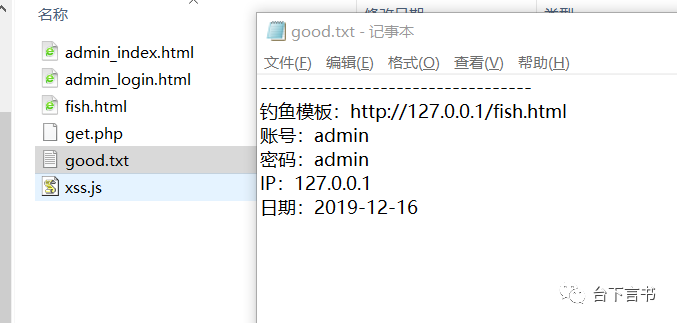 名称
admin_index.html
admin_login.html
fish.html
get.php
good.txt
xss.js
good.txt - 记事本
文件(F) 编辑(E) 格式(O) 查看(V) 帮助(H)
----------------------------------
钓鱼模板：http://127.0.0.1/fish.html
账号：admin
密码：admin
IP：127.0.0.1
日期：2019-12-16
台下言书